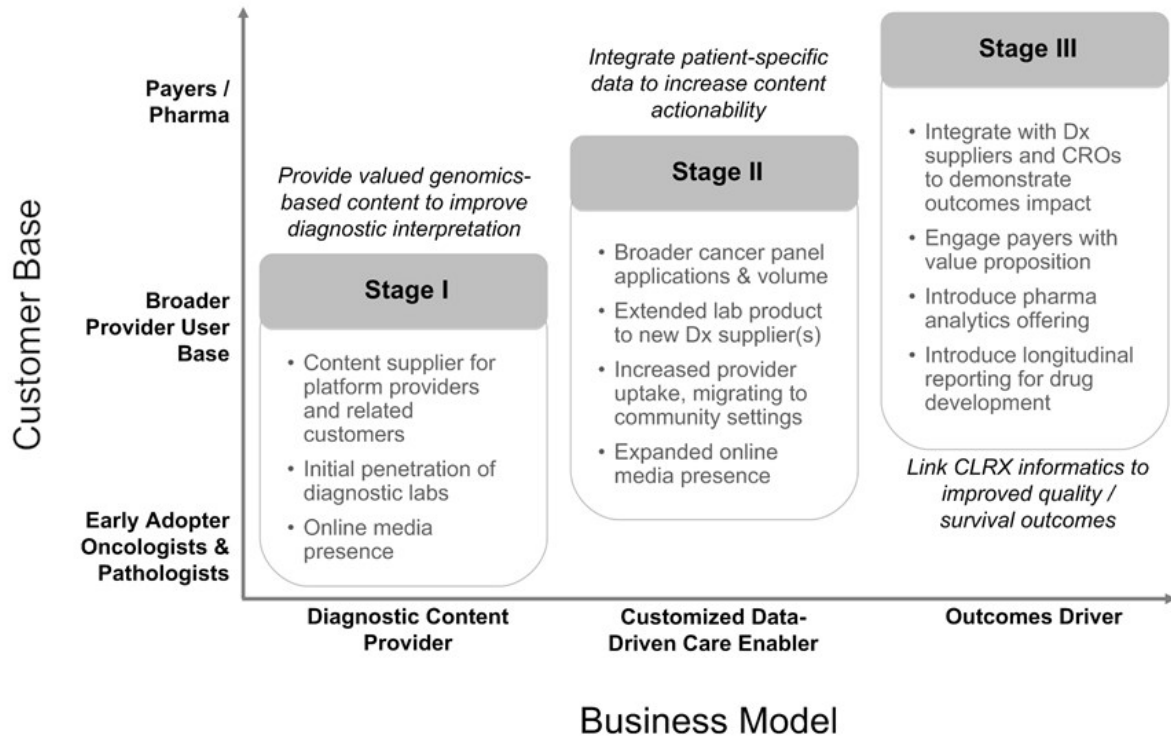 Customer Base
Payers /
Pharma
Broader
Provider User
Base
Early Adopter
Oncologists &
Pathologists
Provide valued genomics-
based content to improve
diagnostic interpretation
Stage I
• Content supplier for
platform providers
and related
customers
• Initial penetration of
diagnostic labs
• Online media
presence
Integrate patient-specific
data to increase content
actionability
Stage II
• Broader cancer panel
applications & volume
• Extended lab product
to new Dx supplier(s)
• Increased provider
uptake, migrating to
community settings
• Expanded online
media presence
Stage III
• Integrate with Dx
suppliers and CROs
to demonstrate
outcomes impact
• Engage payers with
value proposition
• Introduce pharma
analytics offering
• Introduce longitudinal
reporting for drug
development
Link CLRX informatics to
improved quality /
survival outcomes
Diagnostic Content
Provider
Customized Data-
Driven Care Enabler
Outcomes Driver
Business Model